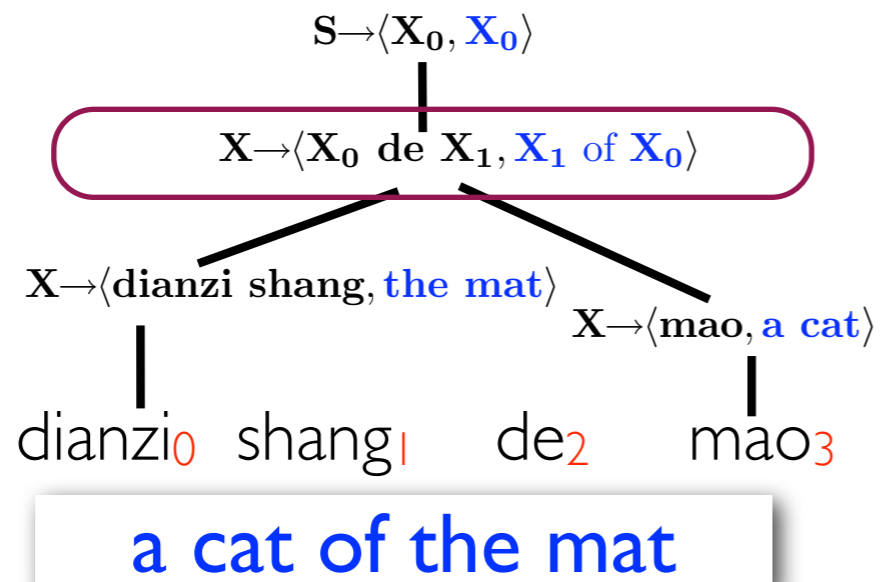 S→⟨X₀, X₀⟩
X→⟨X₀ de X₁, X₁ of X₀⟩
X→⟨dianzi shang, the mat⟩
X→⟨mao, a cat⟩
dianzi0 shang1 de2 mao3
a cat of the mat